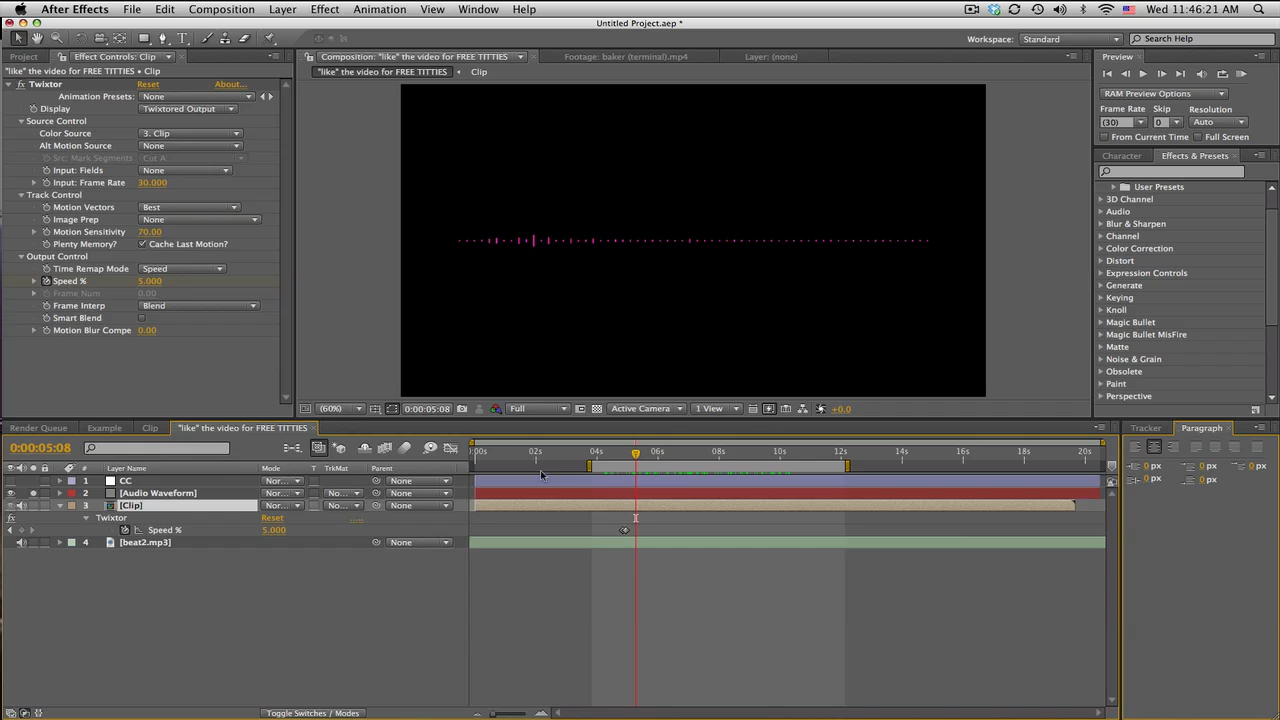 After Effects File Edit Composition Layer Effect Animation View Window Help Wed 11:46:21 AM
Untitled Project.aep *
Workspace: Standard Search Help
Project Effect Controls: Clip Composition: "like" the video for FREE TITTIES Footage: baker (terminal).mp4 Layer: (none) Preview
"like" the video for FREE TITTIES • Clip "like" the video for FREE TITTIES Clip
fx Twixtor Reset About...
Animation Presets: None RAM Preview Options
Display Twixtored Output Frame Rate Skip Resolution
Source Control (30) 0 Auto
Color Source 3. Clip From Current Time Full Screen
Alt Motion Source None
Src: Mark Segments Cut A Character Effects & Presets
Input: Fields None
Input: Frame Rate 30.000 User Presets
Track Control 3D Channel
Motion Vectors Best Audio
Image Prep None Blur & Sharpen
Motion Sensitivity 70.00 Channel
Plenty Memory? Cache Last Motion? Color Correction
Output Control Distort
Time Remap Mode Speed Expression Controls
Speed % 5.000 Generate
Frame Num 0.00 Keying
Frame Interp Blend Knoll
Smart Blend Magic Bullet
Motion Blur Compe 0.00 Magic Bullet MisFire
Matte
Noise & Grain
Obsolete
Paint
Perspective
(60%) 0:00:05:08 Full Active Camera 1 View +0.0
Render Queue Example Clip "like" the video for FREE TITTIES Tracker Paragraph
0:00:05:08 0 px 0 px 0 px
:00s 02s 04s 06s 08s 10s 12s 14s 16s 18s 20s
# Layer Name Mode T TrkMat Parent 0 px 0 px
1 CC Nor... None
2 [Audio Waveform] Nor... No... None
3 [Clip] Nor... No... None
fx Twixtor Reset .....
Speed % 5.000
4 [beat2.mp3] None
Toggle Switches / Modes